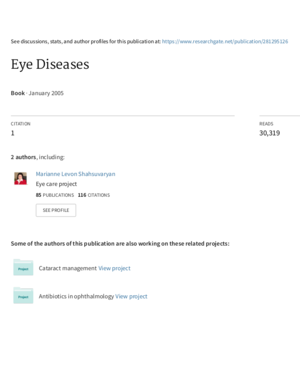 See discussions, stats, and author profiles for this publication at: https://www.researchgate.net/publication/281295126
Eye Diseases
Book · January 2005
CITATION
1
READS
30,319
2 authors, including:
Marianne Levon Shahsuvaryan
Eye care project
85 PUBLICATIONS 116 CITATIONS
SEE PROFILE
Some of the authors of this publication are also working on these related projects:
Project
Cataract management View project
Project
Antibiotics in ophthalmology View project